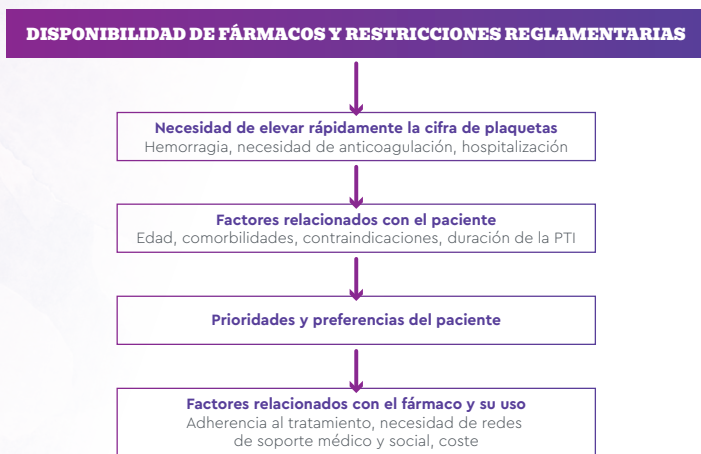 DISPONIBILIDAD DE FÁRMACOS Y RESTRICCIONES REGLAMENTARIAS
Necesidad de elevar rápidamente la cifra de plaquetas
Hemorragia, necesidad de anticoagulación, hospitalización
Factores relacionados con el paciente
Edad, comorbilidades, contraindicaciones, duración de la PTI
Prioridades y preferencias del paciente
Factores relacionados con el fármaco y su uso
Adherencia al tratamiento, necesidad de redes
de soporte médico y social, coste